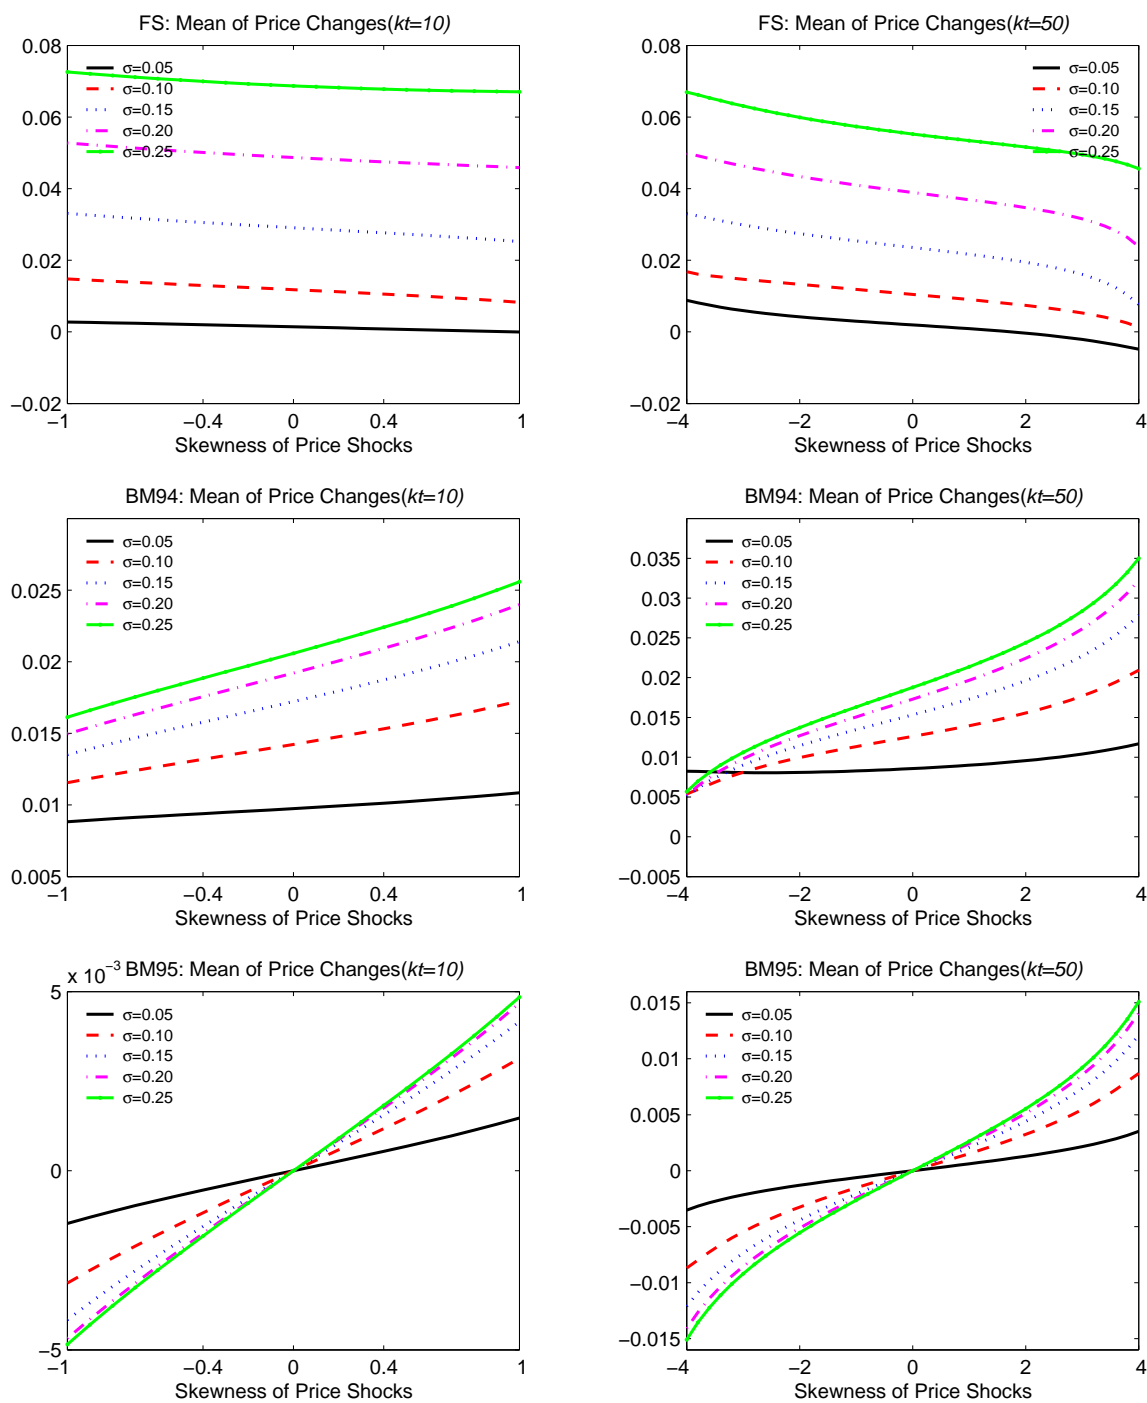 FS: Mean of Price Changes(kt=10)
0.08
0.06
0.04
0.02
0
−0.02
σ=0.05
σ=0.10
σ=0.15
σ=0.20
σ=0.25
−1 −0.4 0 0.4 1
Skewness of Price Shocks
FS: Mean of Price Changes(kt=50)
0.08
0.06
0.04
0.02
0
−0.02
σ=0.05
σ=0.10
σ=0.15
σ=0.20
σ=0.25
−4 −2 0 2 4
Skewness of Price Shocks
BM94: Mean of Price Changes(kt=10)
0.025
0.02
0.015
0.01
0.005
σ=0.05
σ=0.10
σ=0.15
σ=0.20
σ=0.25
−1 −0.4 0 0.4 1
Skewness of Price Shocks
BM94: Mean of Price Changes(kt=50)
0.035
0.03
0.025
0.02
0.015
0.01
0.005
0
−0.005
σ=0.05
σ=0.10
σ=0.15
σ=0.20
σ=0.25
−4 −2 0 2 4
Skewness of Price Shocks
x 10−3 BM95: Mean of Price Changes(kt=10)
5
0
−5
σ=0.05
σ=0.10
σ=0.15
σ=0.20
σ=0.25
−1 −0.4 0 0.4 1
Skewness of Price Shocks
BM95: Mean of Price Changes(kt=50)
0.015
0.01
0.005
0
−0.005
−0.01
−0.015
σ=0.05
σ=0.10
σ=0.15
σ=0.20
σ=0.25
−4 −2 0 2 4
Skewness of Price Shocks